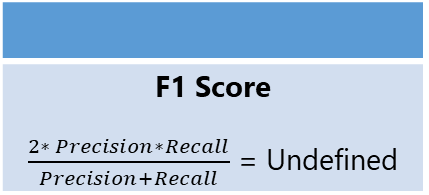 F1 Score
2* Precision*Recall
Precision+Recall = Undefined